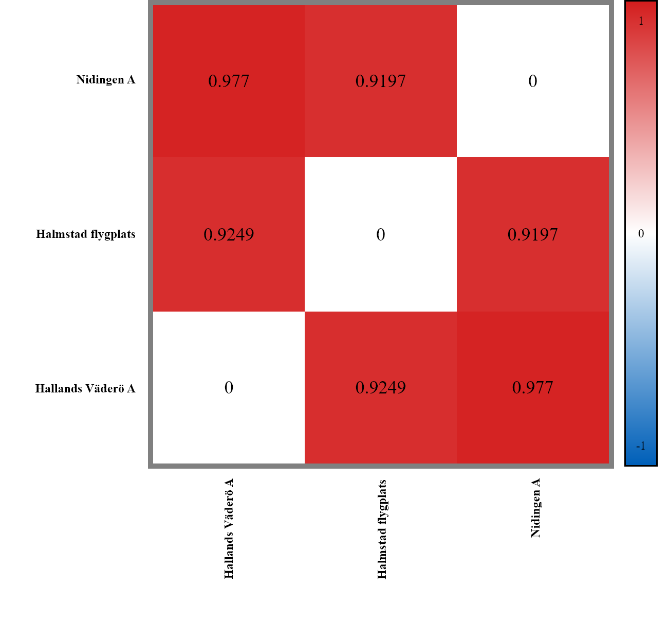 1
Nidingen A
0.977
0.9197
0
Halmstad flygplats
0.9249
0
0.9197
0
Hallands Väderö A
0
0.9249
0.977
-1
Hallands Väderö A
Halmstad flygplats
Nidingen A